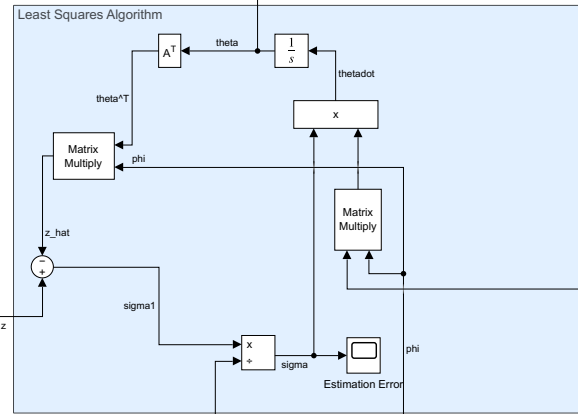 Least Squares Algorithm
A^T
theta
1
s
thetadot
theta^T
x
Matrix
Multiply
phi
Matrix
Multiply
z_hat
−
+
sigma1
z
x
÷
sigma
phi
Estimation Error